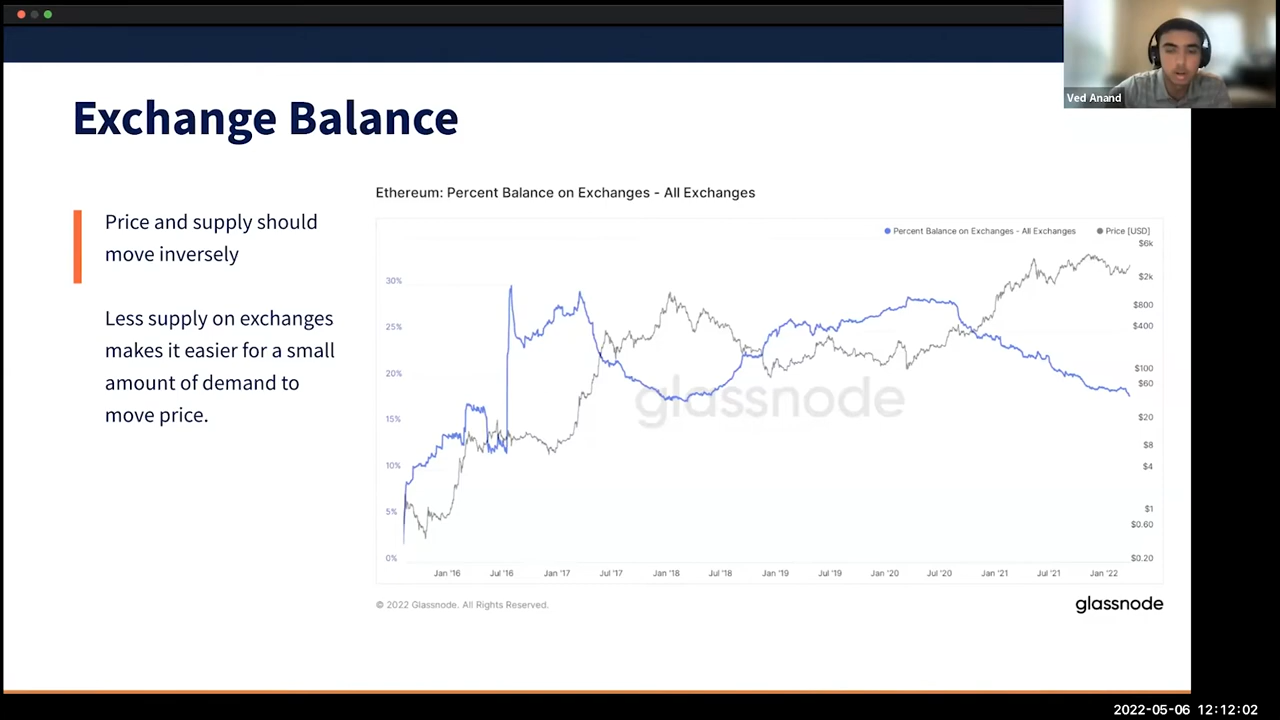 Ved Anand
Exchange Balance
Price and supply should
move inversely
Less supply on exchanges
makes it easier for a small
amount of demand to
move price.
Ethereum: Percent Balance on Exchanges - All Exchanges
Percent Balance on Exchanges - All Exchanges
Price [USD]
30%
25%
20%
15%
10%
5%
0%
$6k
$2k
$800
$400
$100
$60
$20
$8
$4
$1
$0.60
$0.20
glassnode
Jan '16 Jul '16 Jan '17 Jul '17 Jan '18 Jul '18 Jan '19 Jul '19 Jan '20 Jul '20 Jan '21 Jul '21 Jan '22
© 2022 Glassnode. All Rights Reserved.
glassnode
2022-05-06 12:12:02